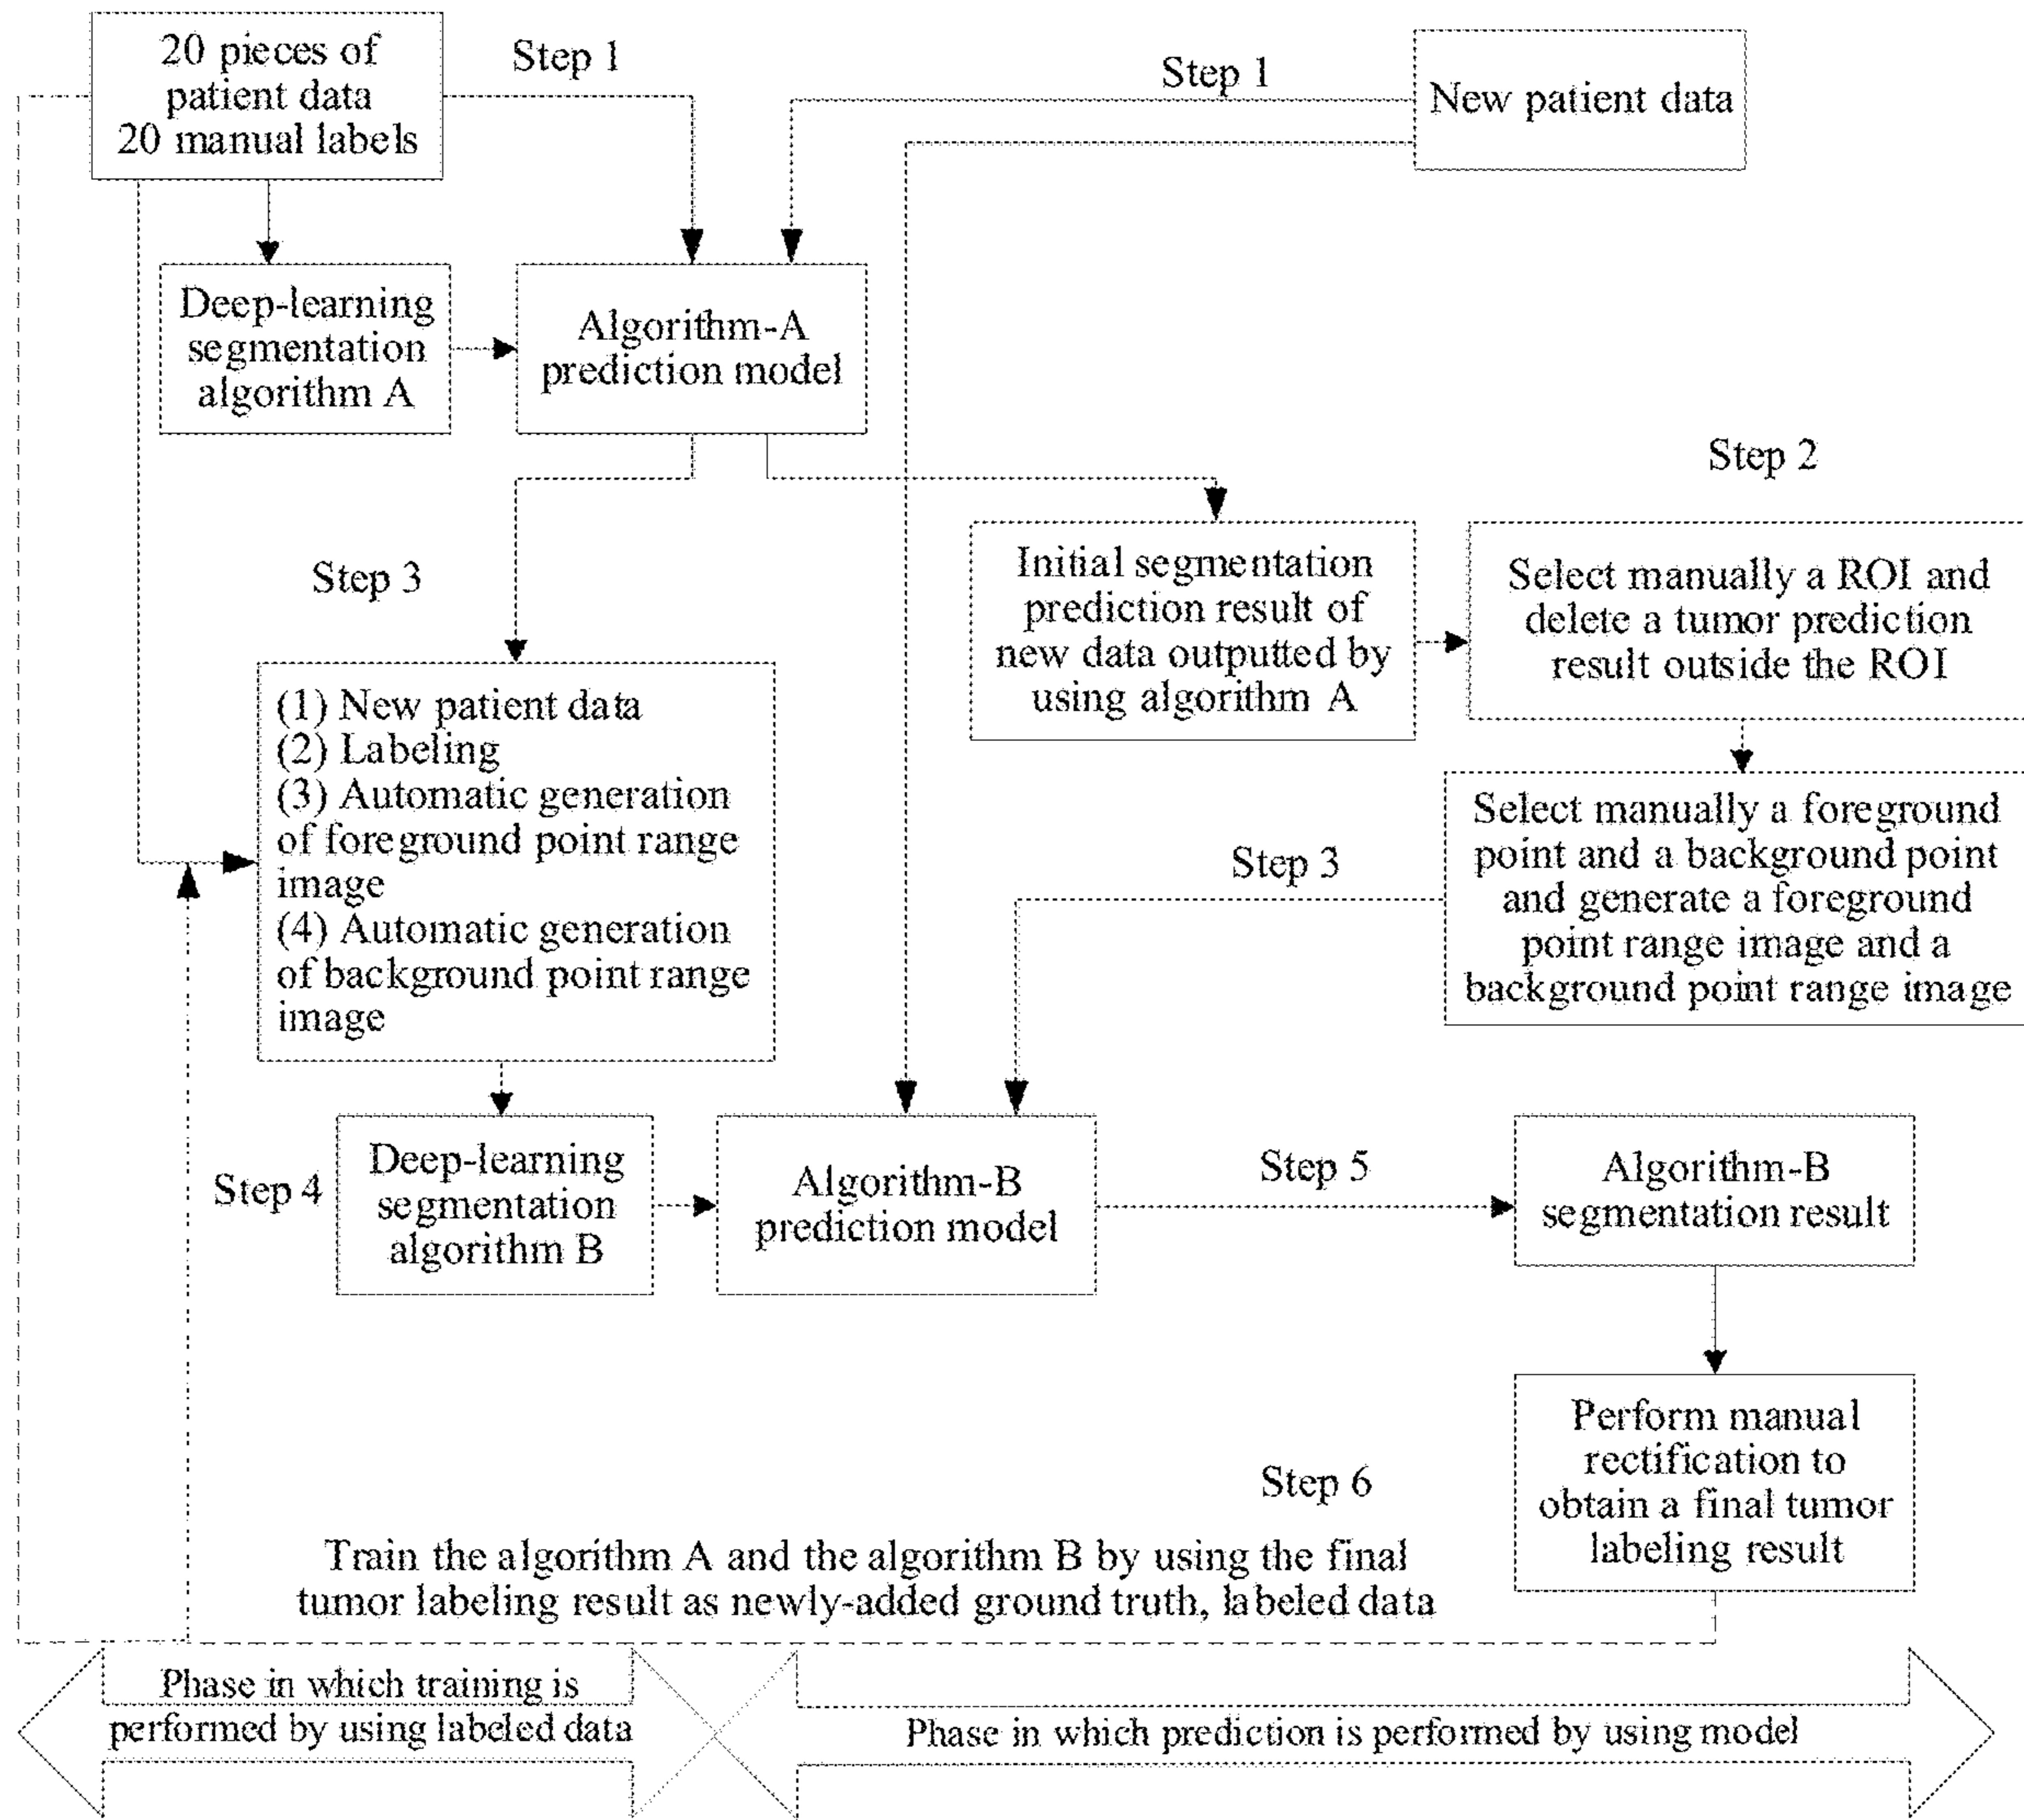 20 pieces of
patient data
20 manual labels
Step 1
Step 1
New patient data
Deep-learning
segmentation
algorithm A
Algorithm-A
prediction model
Step 2
Step 3
Initial segmentation
prediction result of
new data outputted by
using algorithm A
Select manually a ROI and
delete a tumor prediction
result outside the ROI
(1) New patient data
(2) Labeling
(3) Automatic generation
of foreground point range
image
(4) Automatic generation
of background point range
image
Step 3
Select manually a foreground
point and a background point
and generate a foreground
point range image and a
background point range image
Step 4
Deep-learning
segmentation
algorithm B
Algorithm-B
prediction model
Step 5
Algorithm-B
segmentation result
Perform manual
rectification to
obtain a final tumor
labeling result
Step 6
Train the algorithm A and the algorithm B by using the final
tumor labeling result as newly-added ground truth, labeled data
Phase in which training is
performed by using labeled data
Phase in which prediction is performed by using model